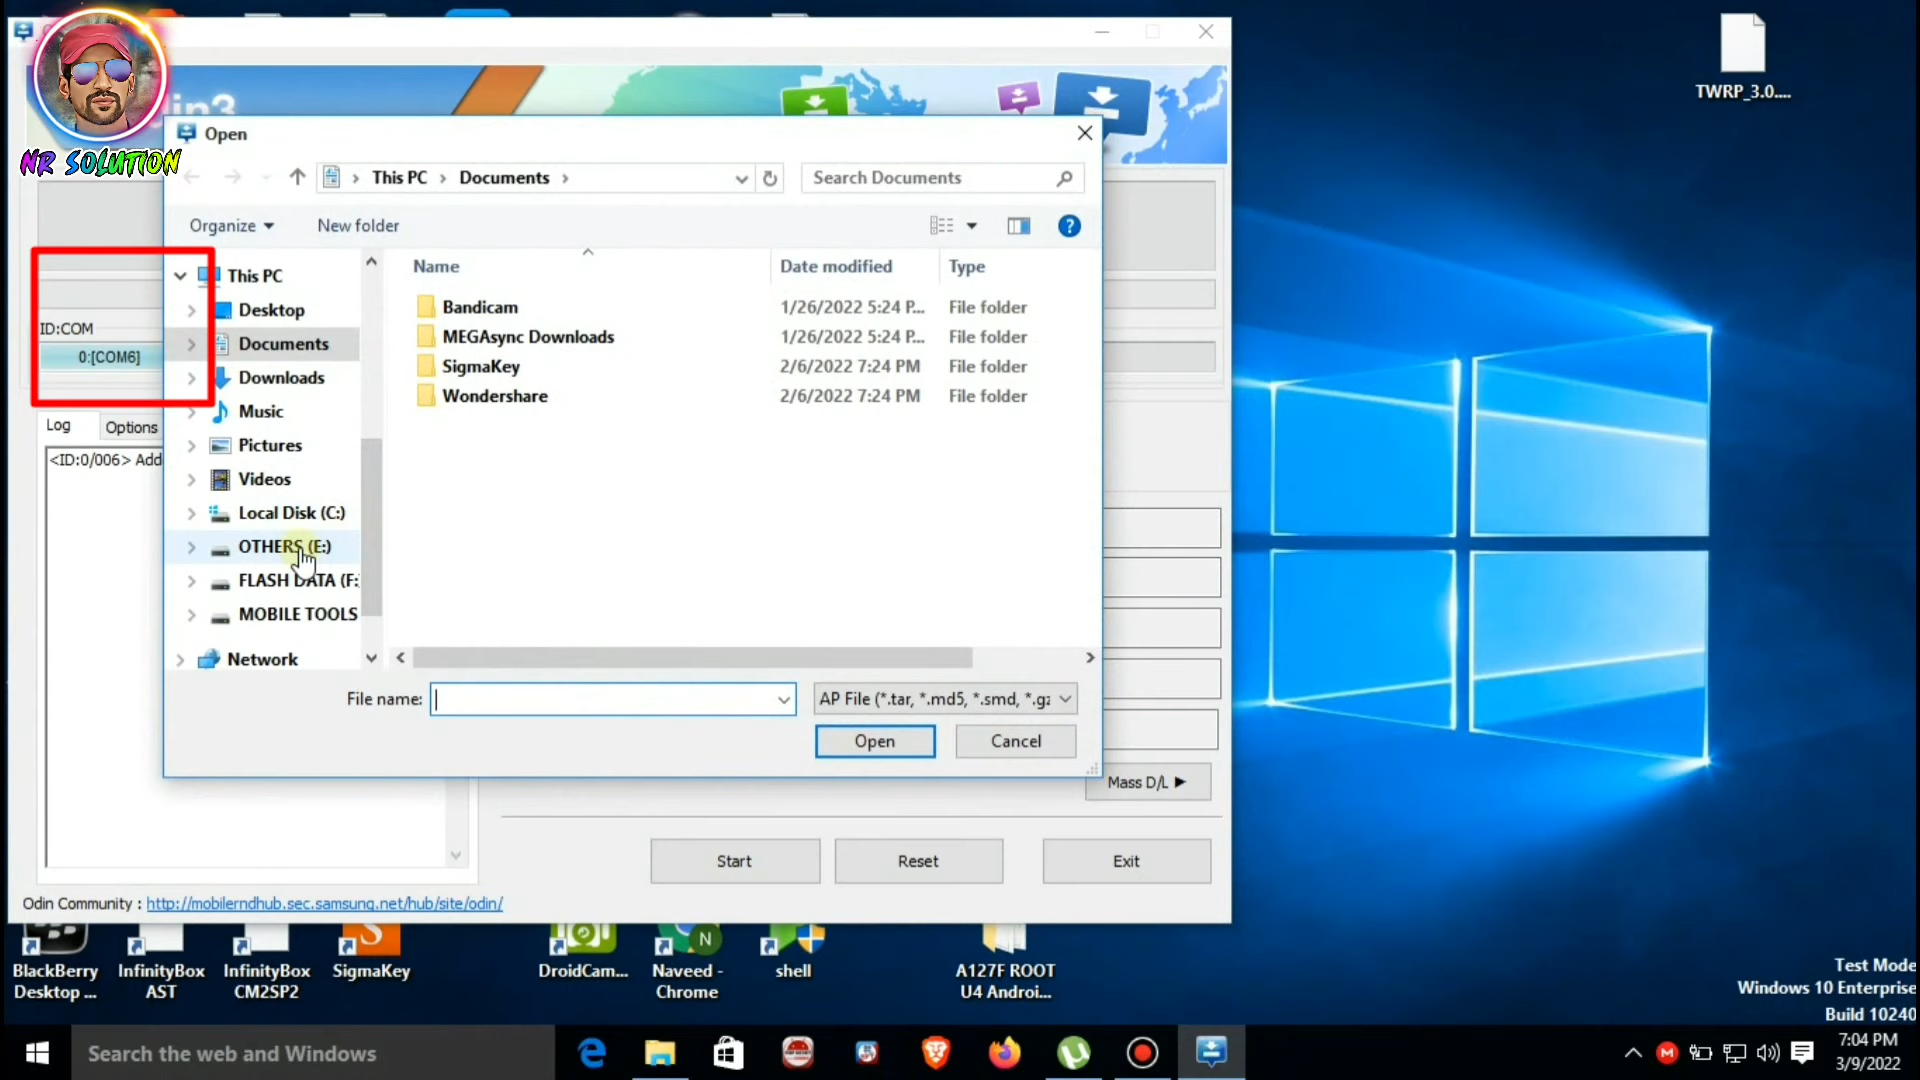 TWRP_3.0....
in3
NR SOLUTION
Open
This PC
Documents
Search Documents
Organize
New folder
This PC
Desktop
Documents
Downloads
Music
Pictures
Videos
Local Disk (C:)
OTHERS (E:)
FLASH DATA (F:
MOBILE TOOLS
Network
Name
Date modified
Type
Bandicam
1/26/2022 5:24 P...
File folder
MEGAsync Downloads
1/26/2022 5:24 P...
File folder
SigmaKey
2/6/2022 7:24 PM
File folder
Wondershare
2/6/2022 7:24 PM
File folder
ID:COM
0:[COM6]
Log
Options
<ID:0/006> Add
File name:
AP File (*.tar, *.md5, *.smd, *.gz
Open
Cancel
Mass D/L
Start
Reset
Exit
Odin Community : http://mobilerndhub.sec.samsung.net/hub/site/odin/
BlackBerry
Desktop ...
InfinityBox
AST
InfinityBox
CM2SP2
SigmaKey
DroidCam...
Naveed -
Chrome
shell
A127F ROOT
U4 Androi...
Test Mode
Windows 10 Enterprise
Build 10240
Search the web and Windows
7:04 PM
3/9/2022